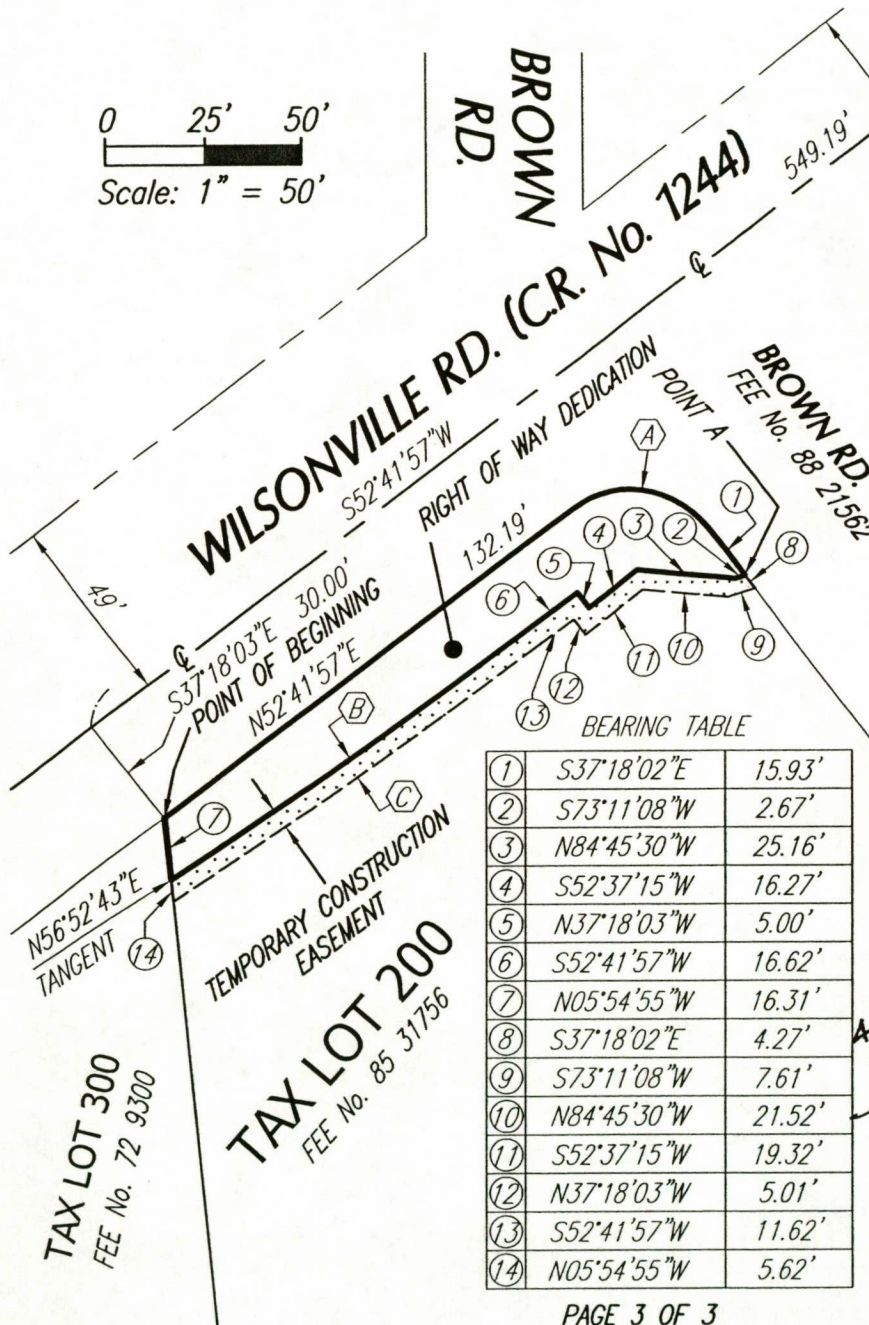 0 25' 50'
Scale: 1" = 50'
BROWN
RD.
549.19'
WILSONVILLE RD. (C.R. No. 1244)
℄
S52°41'57"W
RIGHT OF WAY DEDICATION
POINT A
BROWN RD.
FEE No. 88 21562
49'
℄
S37°18'03"E 30.00'
POINT OF BEGINNING
N52°41'57"E
132.19'
A
1
2
3
4
5
6
7
8
9
10
11
12
13
14
B
C
N56°52'43"E
TANGENT
TEMPORARY CONSTRUCTION
EASEMENT
TAX LOT 200
FEE No. 85 31756
TAX LOT 300
FEE No. 72 9300
BEARING TABLE
1 S37°18'02"E 15.93'
2 S73°11'08"W 2.67'
3 N84°45'30"W 25.16'
4 S52°37'15"W 16.27'
5 N37°18'03"W 5.00'
6 S52°41'57"W 16.62'
7 N05°54'55"W 16.31'
8 S37°18'02"E 4.27'
9 S73°11'08"W 7.61'
10 N84°45'30"W 21.52'
11 S52°37'15"W 19.32'
12 N37°18'03"W 5.01'
13 S52°41'57"W 11.62'
14 N05°54'55"W 5.62'
PAGE 3 OF 3